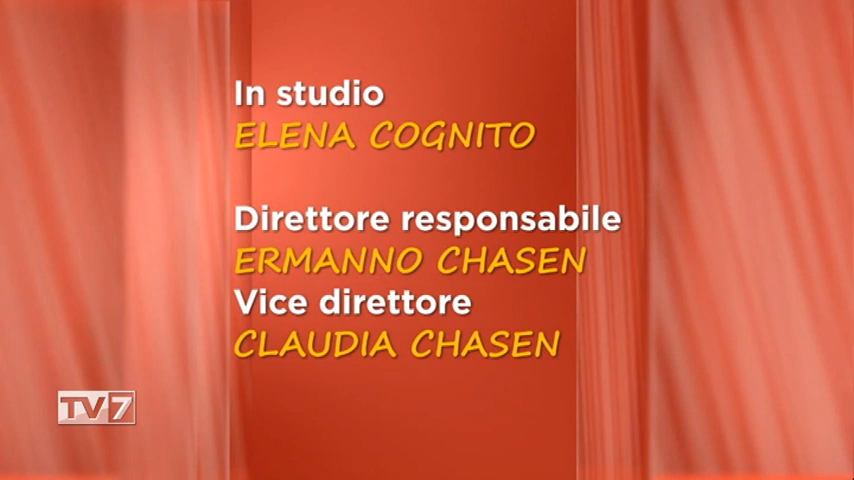 In studio
ELENA COGNITO
Direttore responsabile
ERMANNO CHASEN
Vice direttore
CLAUDIA CHASEN
TV7